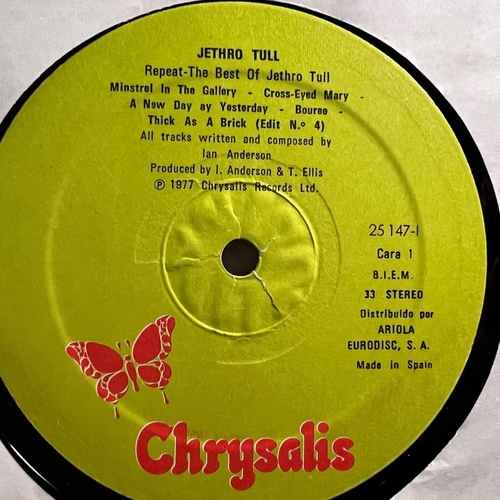 JETHRO TULL
Repeat-The Best Of Jethro Tull
Minstrel In The Gallery - Cross-Eyed Mary -
A New Day ay Yesterday - Bouree -
Thick As A Brick (Edit N.º 4)
All tracks written and composed by
Ian Anderson
Produced by I. Anderson & T. Ellis
Ⓟ 1977 Chrysalis Records Ltd.
25 147-I
Cara 1
B.I.E.M.
33 STEREO
Distribuido por
ARIOLA
EURODISC, S. A.
Made in Spain
Chrysalis